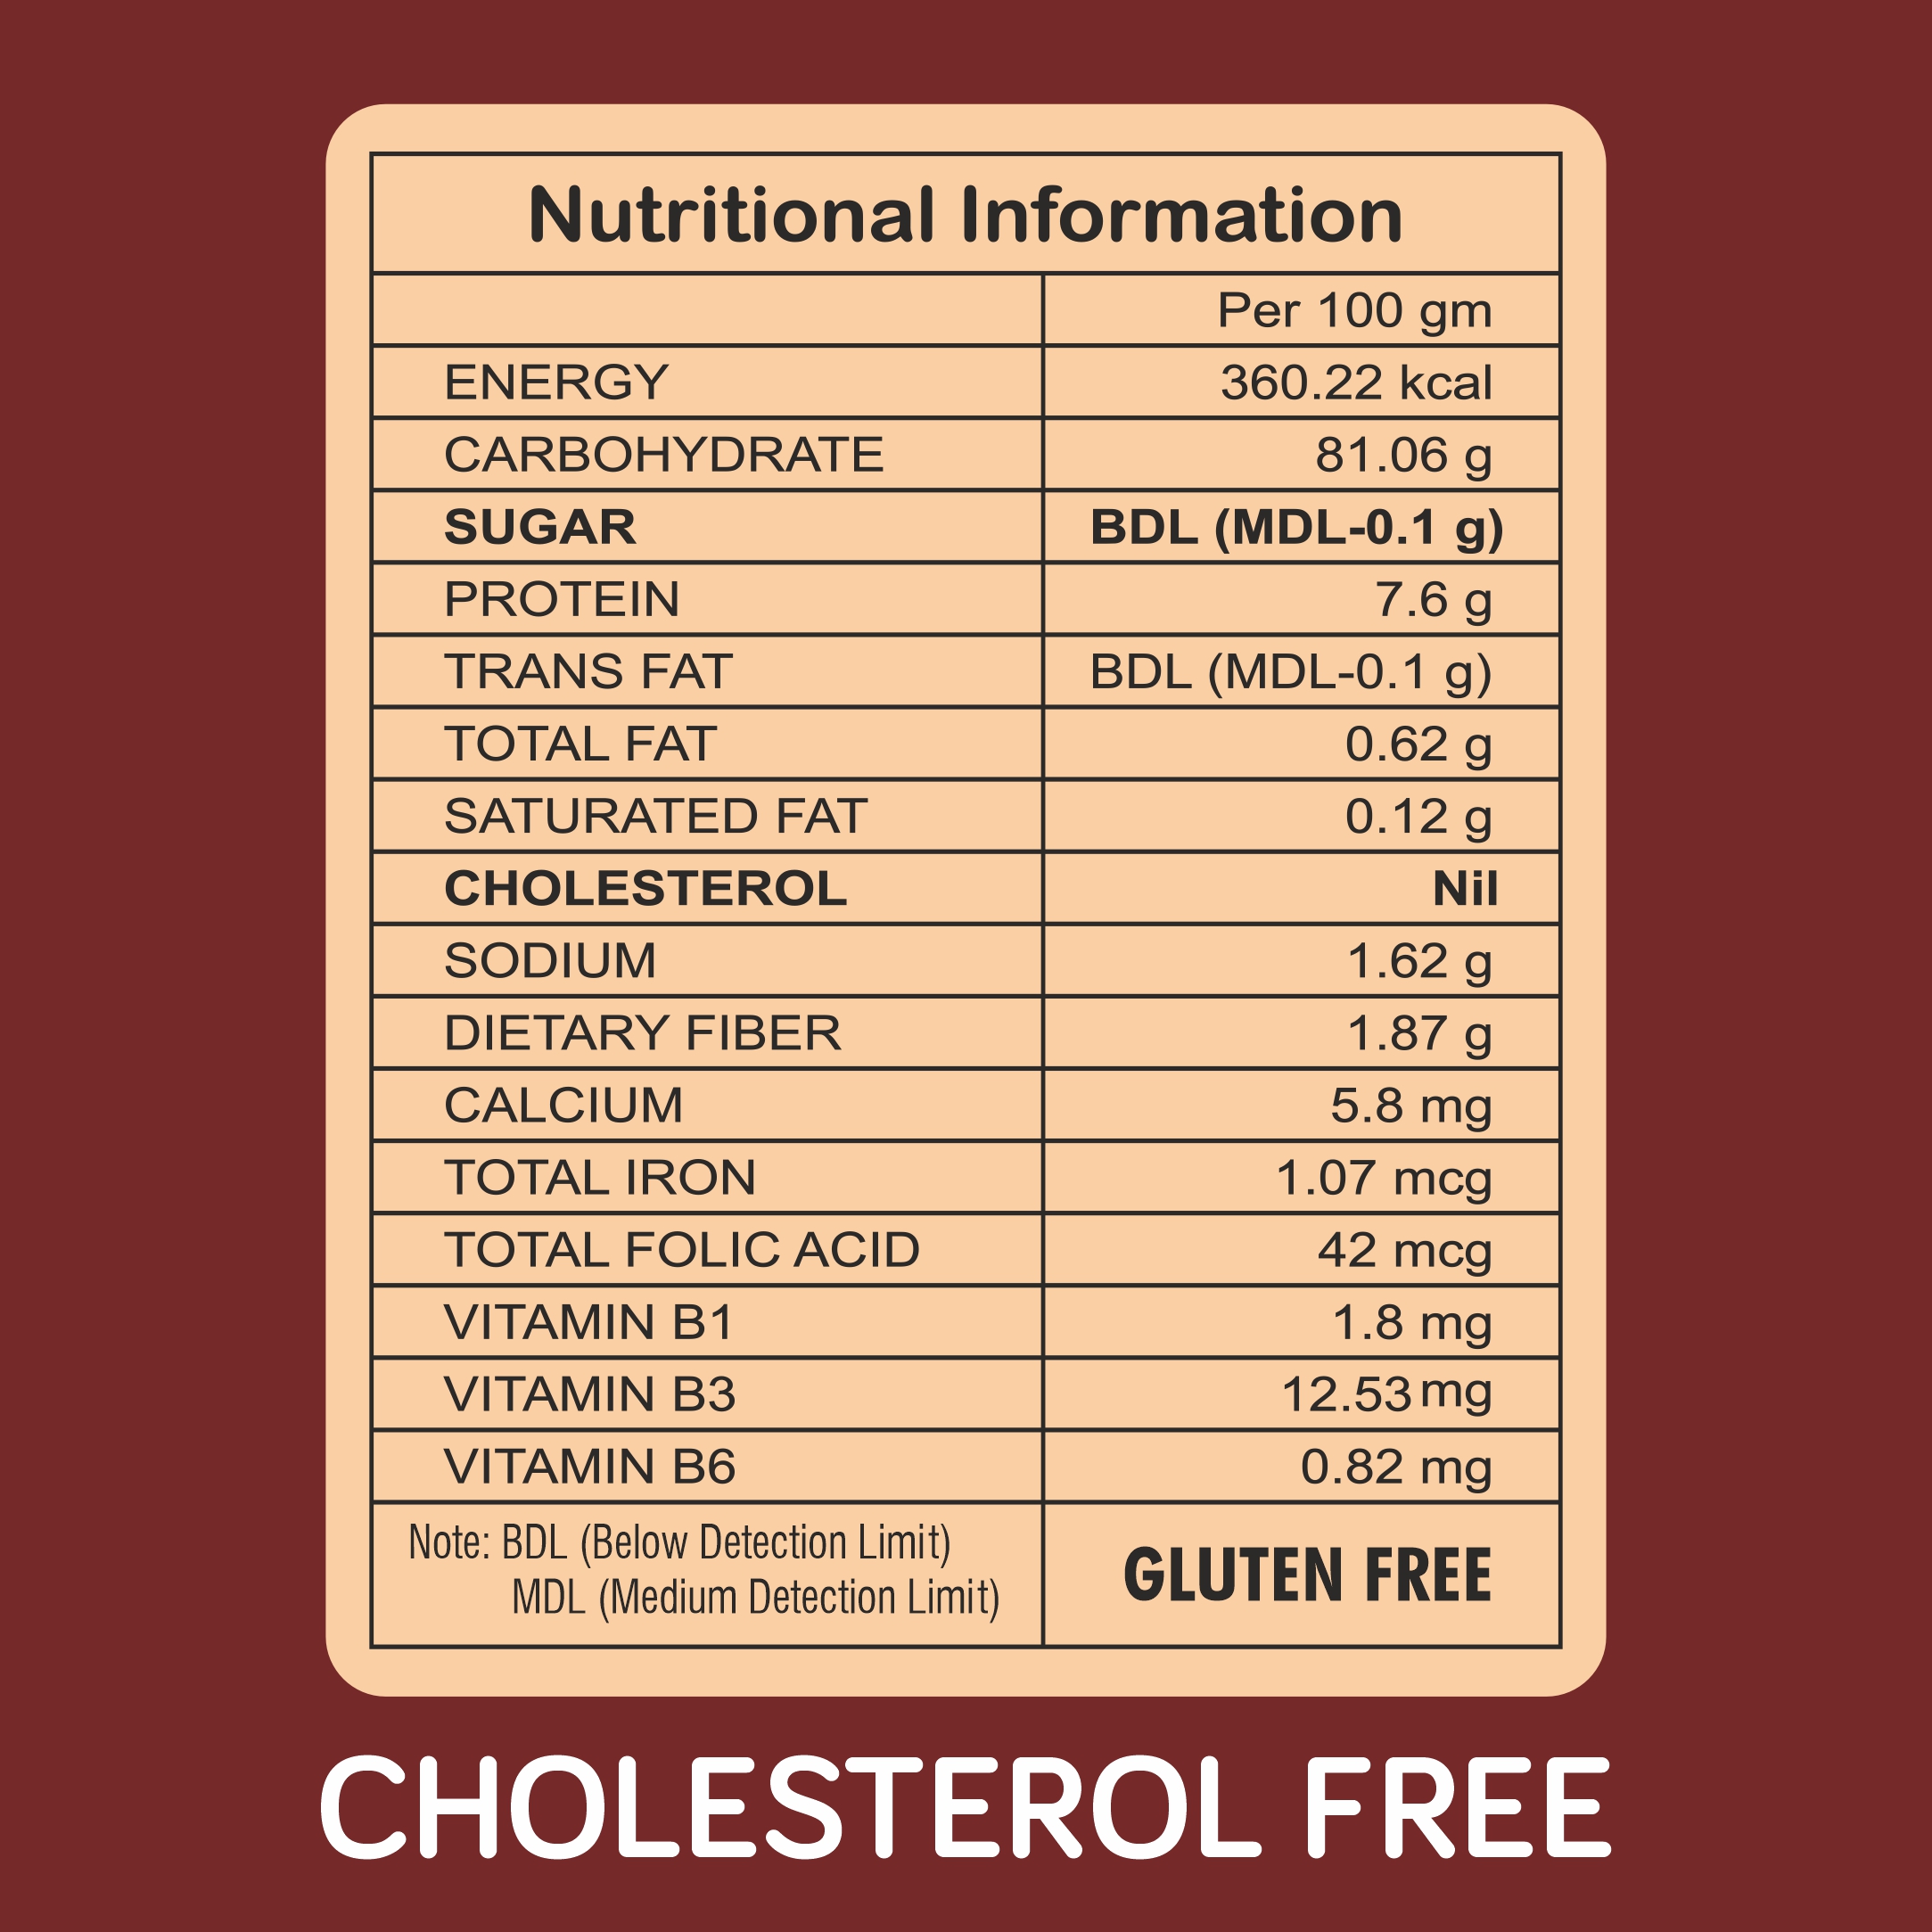 Nutritional Information
Per 100 gm
ENERGY 360.22 kcal
CARBOHYDRATE 81.06 g
SUGAR BDL (MDL-0.1 g)
PROTEIN 7.6 g
TRANS FAT BDL (MDL-0.1 g)
TOTAL FAT 0.62 g
SATURATED FAT 0.12 g
CHOLESTEROL Nil
SODIUM 1.62 g
DIETARY FIBER 1.87 g
CALCIUM 5.8 mg
TOTAL IRON 1.07 mcg
TOTAL FOLIC ACID 42 mcg
VITAMIN B1 1.8 mg
VITAMIN B3 12.53 mg
VITAMIN B6 0.82 mg
Note: BDL (Below Detection Limit)
MDL (Medium Detection Limit)
GLUTEN FREE
CHOLESTEROL FREE